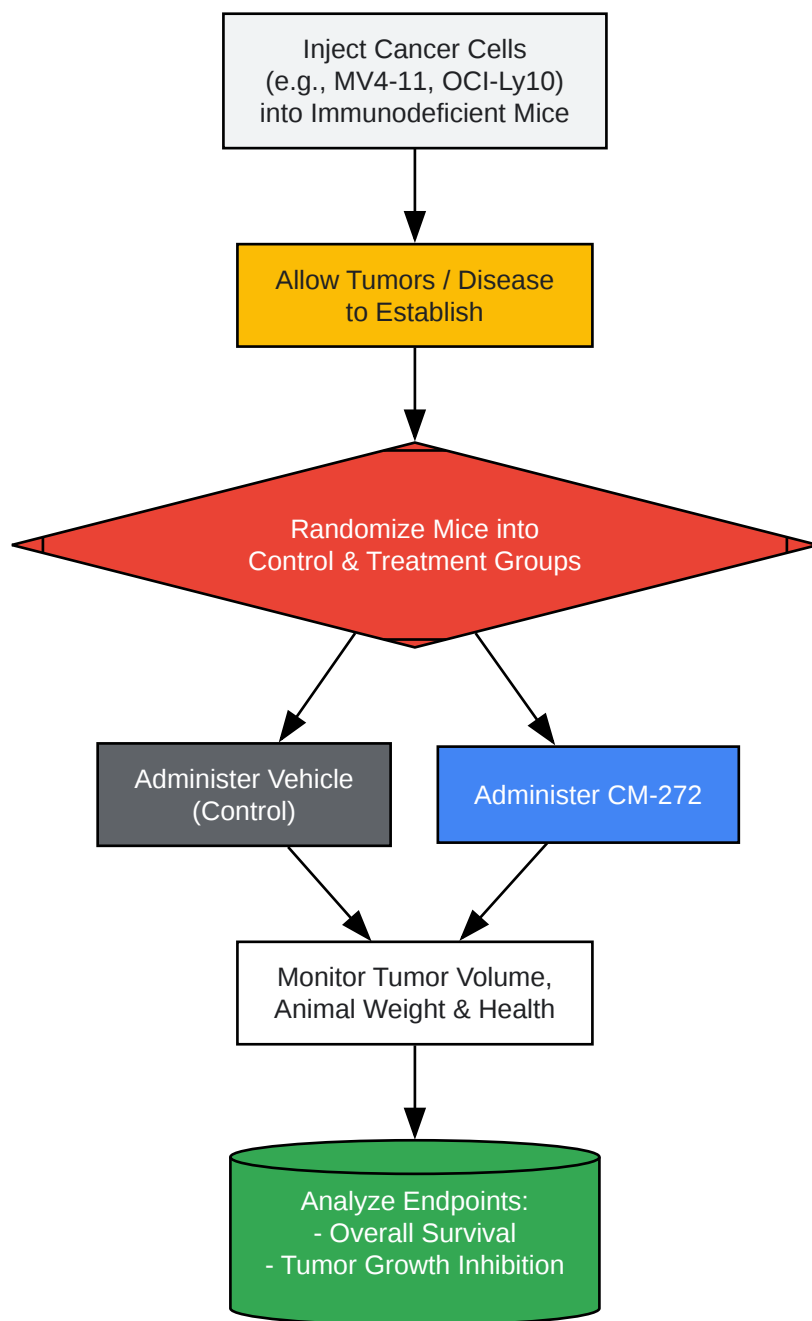 Inject Cancer Cells
(e.g., MV4-11, OCI-Ly10)
into Immunodeficient Mice
Allow Tumors / Disease
to Establish
Randomize Mice into
Control & Treatment Groups
Administer Vehicle
(Control)
Administer CM-272
Monitor Tumor Volume,
Animal Weight & Health
Analyze Endpoints:
- Overall Survival
- Tumor Growth Inhibition